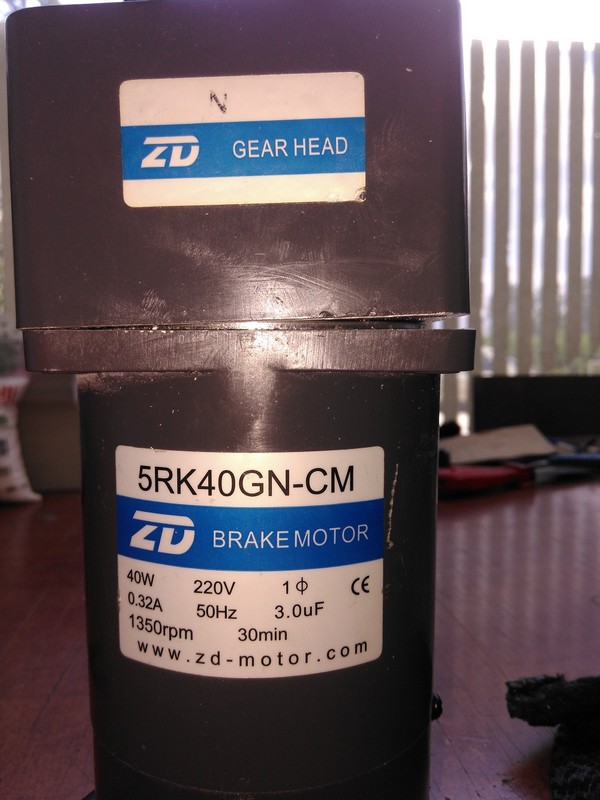 N
ZD GEAR HEAD
5RK40GN-CM
ZD BRAKE MOTOR
40W 220V 1ϕ CE
0.32A 50Hz 3.0uF
1350rpm 30min
www.zd-motor.com